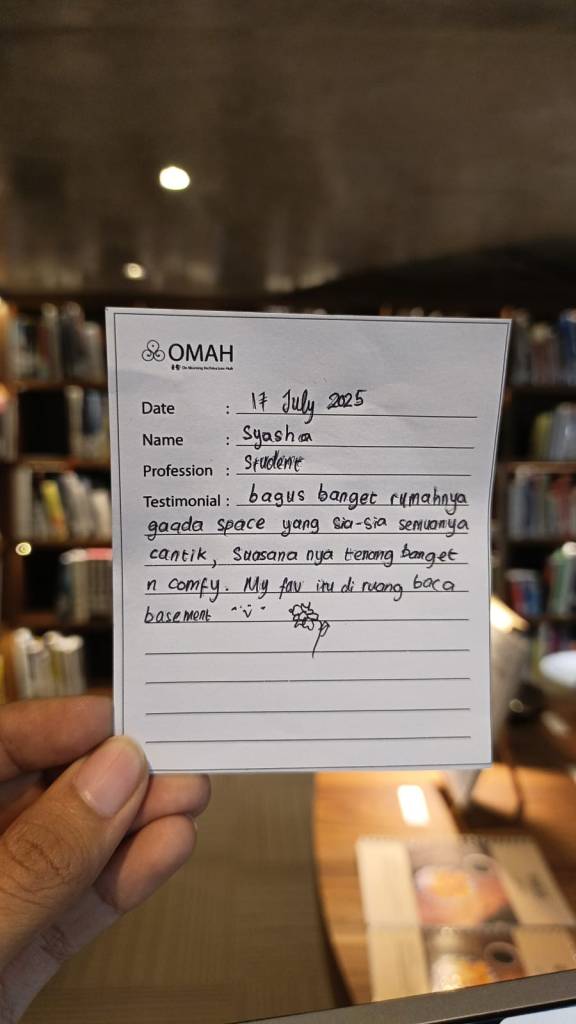 OMAH
Date : 17 July 2025
Name : Syasha
Profession : Student
Testimonial : bagus banget rumahnya
gaada space yang sia-sia semuanya
cantik, Suasana nya tenang banget
n comfy. My fav itu di ruang baca
basement